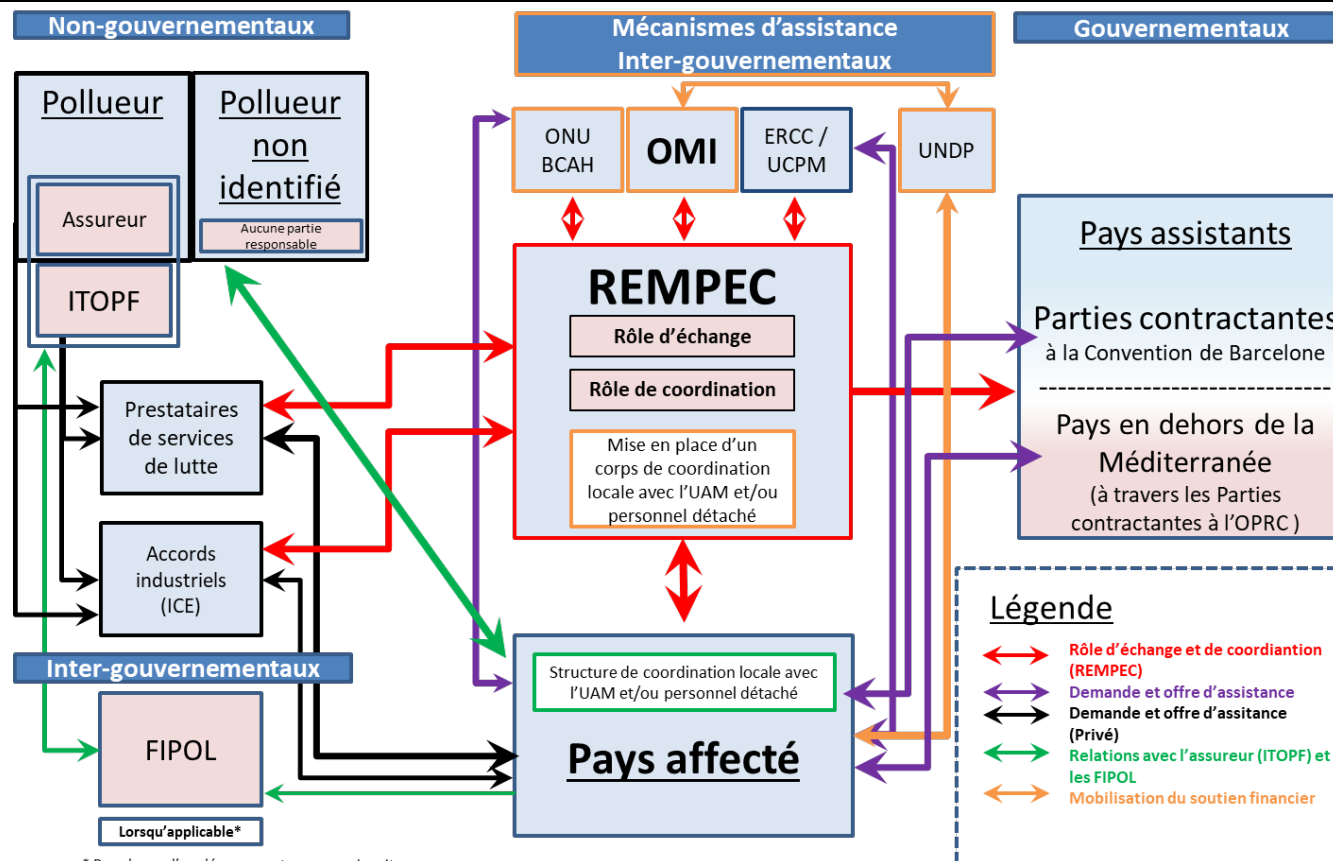 Non-gouvernementaux
Mécanismes d'assistance
Inter-gouvernementaux
Gouvernementaux
Pollueur
Assureur
ITOPF
Pollueur
non
identifié
Aucune partie
responsable
ONU
BCAH
OMI
ERCC /
UCPM
UNDP
REMPEC
Rôle d'échange
Rôle de coordination
Mise en place d'un
corps de coordination
locale avec l'UAM et/ou
personnel détaché
Pays assistants
Parties contractantes
à la Convention de Barcelone
Pays en dehors de la
Méditerranée
(à travers les Parties
contractantes à l'OPRC )
Prestataires
de services
de lutte
Accords
industriels
(ICE)
Inter-gouvernementaux
FIPOL
Lorsqu'applicable*
Structure de coordination locale avec
l'UAM et/ou personnel détaché
Pays affecté
Légende
Rôle d'échange et de coordiantion
(REMPEC)
Demande et offre d'assistance
Demande et offre d'assitance
(Privé)
Relations avec l'assureur (ITOPF) et
les FIPOL
Mobilisation du soutien financier